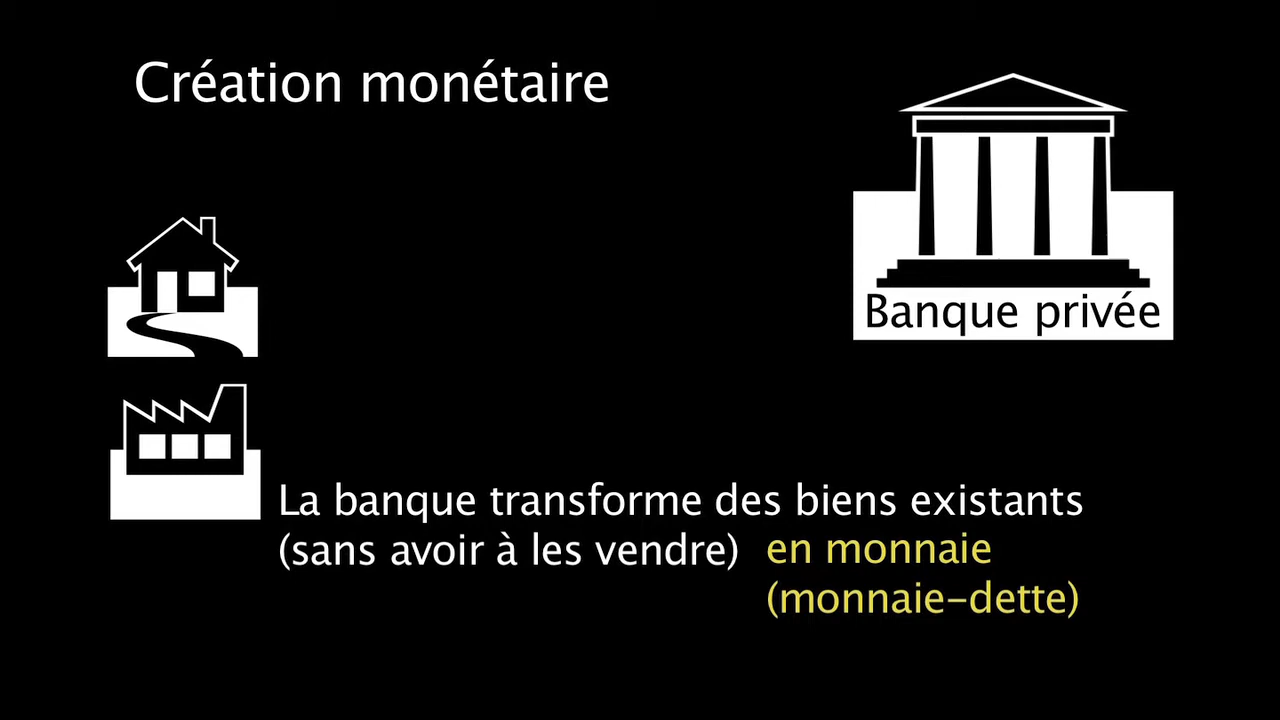 Création monétaire
Banque privée
La banque transforme des biens existants
(sans avoir à les vendre) en monnaie
(monnaie-dette)